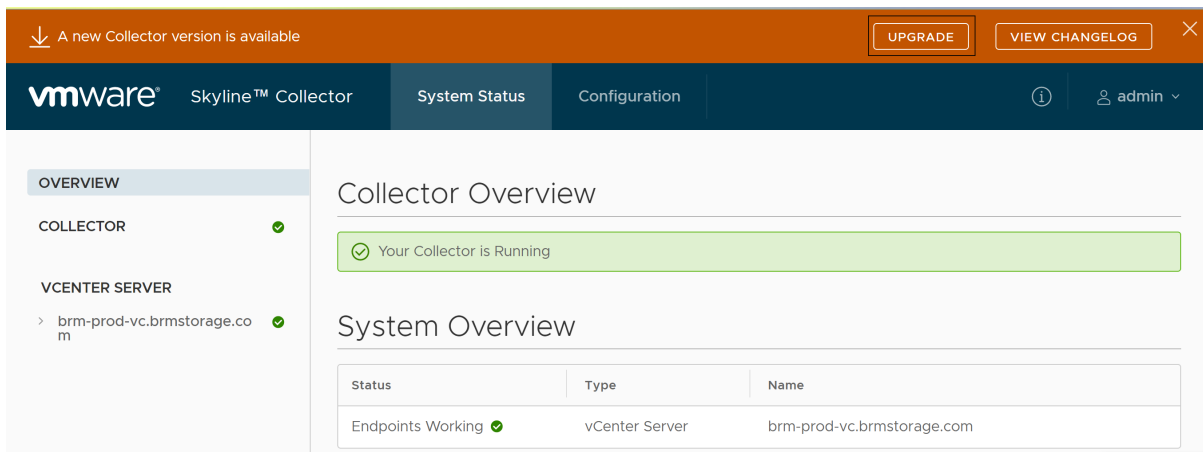 A new Collector version is available
UPGRADE
VIEW CHANGELOG
vmware®
Skyline™ Collector
System Status
Configuration
admin
OVERVIEW
COLLECTOR
VCENTER SERVER
brm-prod-vc.brmstorage.co
m
Collector Overview
Your Collector is Running
System Overview
Status Type Name
Endpoints Working vCenter Server brm-prod-vc.brmstorage.com